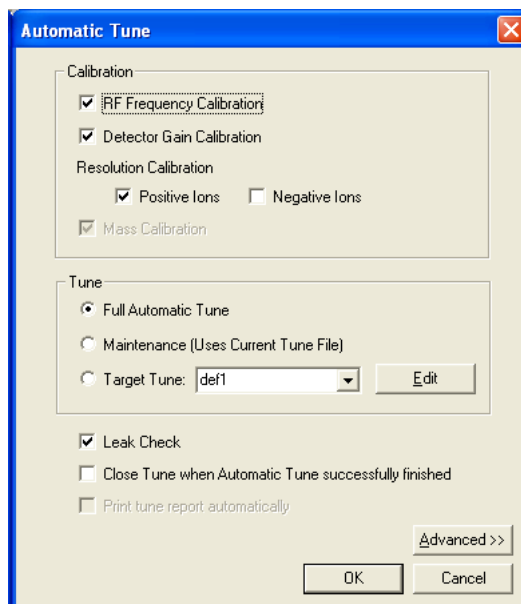 Automatic Tune
Calibration
RF Frequency Calibration
Detector Gain Calibration
Resolution Calibration
Positive Ions Negative Ions
Mass Calibration
Tune
Full Automatic Tune
Maintenance (Uses Current Tune File)
Target Tune: def1 Edit
Leak Check
Close Tune when Automatic Tune successfully finished
Print tune report automatically
Advanced >>
OK Cancel